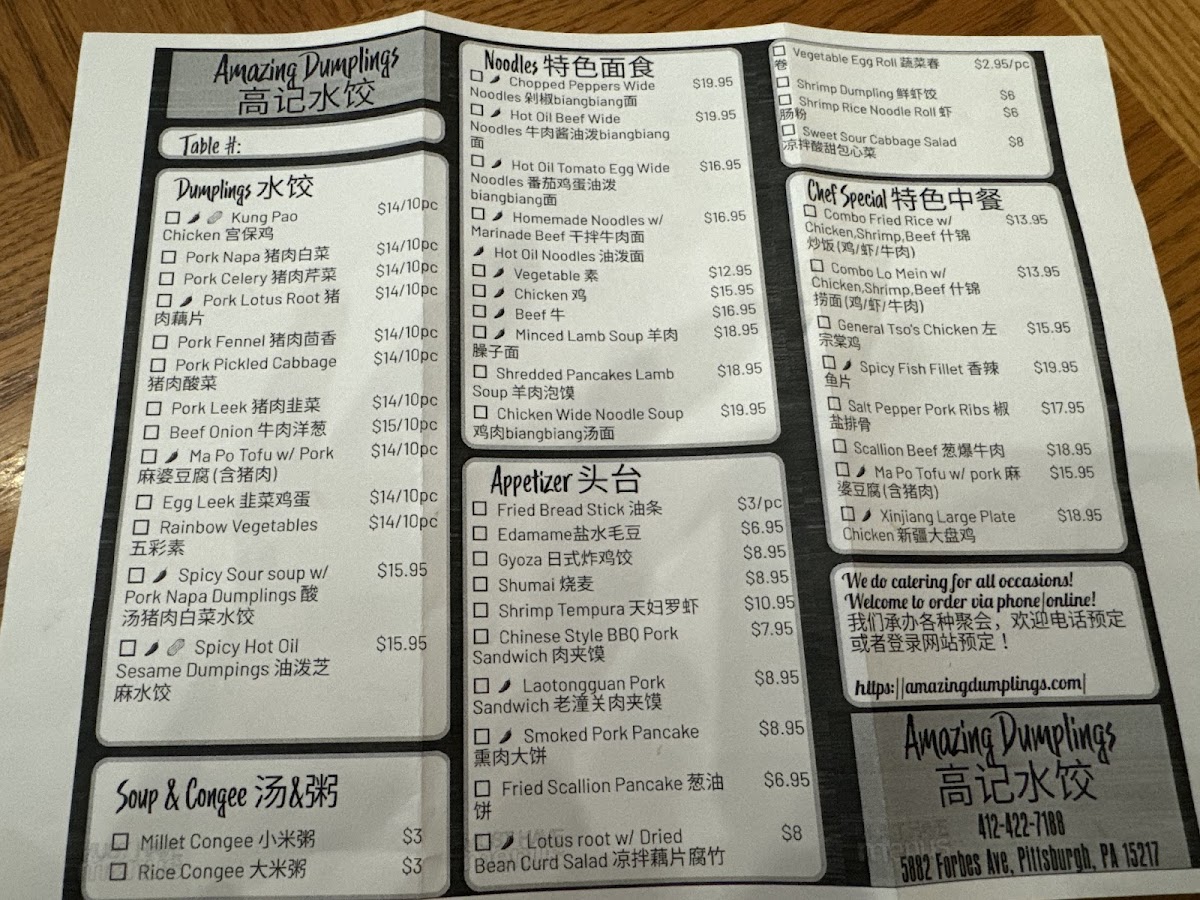 Amazing Dumplings
高记水饺
Table #:
Dumplings 水饺
Kung Pao $14/10pc
Chicken 宫保鸡
Pork Napa 猪肉白菜 $14/10pc
Pork Celery 猪肉芹菜 $14/10pc
Pork Lotus Root 猪 $14/10pc
肉藕片
Pork Fennel 猪肉茴香 $14/10pc
Pork Pickled Cabbage $14/10pc
猪肉酸菜
Pork Leek 猪肉韭菜 $14/10pc
Beef Onion 牛肉洋葱 $15/10pc
Ma Po Tofu w/ Pork $14/10pc
麻婆豆腐(含猪肉)
Egg Leek 韭菜鸡蛋 $14/10pc
Rainbow Vegetables $14/10pc
五彩素
Spicy Sour soup w/ $15.95
Pork Napa Dumplings 酸
汤猪肉白菜水饺
Spicy Hot Oil $15.95
Sesame Dumpings 油泼芝
麻水饺
Soup & Congee 汤&粥
Millet Congee 小米粥 $3
Rice Congee 大米粥 $3
Noodles 特色面食
Chopped Peppers Wide $19.95
Noodles 剁椒biangbiang面
Hot Oil Beef Wide $19.95
Noodles 牛肉酱油泼biangbiang
面
Hot Oil Tomato Egg Wide $16.95
Noodles 番茄鸡蛋油泼
biangbiang面
Homemade Noodles w/ $16.95
Marinade Beef 干拌牛肉面
Hot Oil Noodles 油泼面
Vegetable 素 $12.95
Chicken 鸡 $15.95
Beef 牛 $16.95
Minced Lamb Soup 羊肉 $18.95
臊子面
Shredded Pancakes Lamb $18.95
Soup 羊肉泡馍
Chicken Wide Noodle Soup $19.95
鸡肉biangbiang汤面
Appetizer 头台
Fried Bread Stick 油条 $3/pc
Edamame盐水毛豆 $6.95
Gyoza 日式炸鸡饺 $8.95
Shumai 烧麦 $8.95
Shrimp Tempura 天妇罗虾 $10.95
Chinese Style BBQ Pork $7.95
Sandwich 肉夹馍
Laotongguan Pork $8.95
Sandwich 老潼关肉夹馍
Smoked Pork Pancake $8.95
熏肉大饼
Fried Scallion Pancake 葱油 $6.95
饼
Lotus root w/ Dried $8
Bean Curd Salad 凉拌藕片腐竹
Vegetable Egg Roll 蔬菜春 $2.95/pc
卷
Shrimp Dumpling 鲜虾饺 $6
Shrimp Rice Noodle Roll 虾 $6
肠粉
Sweet Sour Cabbage Salad $8
凉拌酸甜包心菜
Chef Special 特色中餐
Combo Fried Rice w/ $13.95
Chicken,Shrimp,Beef 什锦
炒饭(鸡/虾/牛肉)
Combo Lo Mein w/ $13.95
Chicken,Shrimp,Beef 什锦
捞面(鸡/虾/牛肉)
General Tso's Chicken 左 $15.95
宗棠鸡
Spicy Fish Fillet 香辣 $19.95
鱼片
Salt Pepper Pork Ribs 椒 $17.95
盐排骨
Scallion Beef 葱爆牛肉 $18.95
Ma Po Tofu w/ pork 麻 $15.95
婆豆腐(含猪肉)
Xinjiang Large Plate $18.95
Chicken 新疆大盘鸡
We do catering for all occasions!
Welcome to order via phone/online!
我们承办各种聚会，欢迎电话预定
或者登录网站预定！
https://amazingdumplings.com/
Amazing Dumplings
高记水饺
412-422-7188
5882 Forbes Ave, Pittsburgh, PA 15217